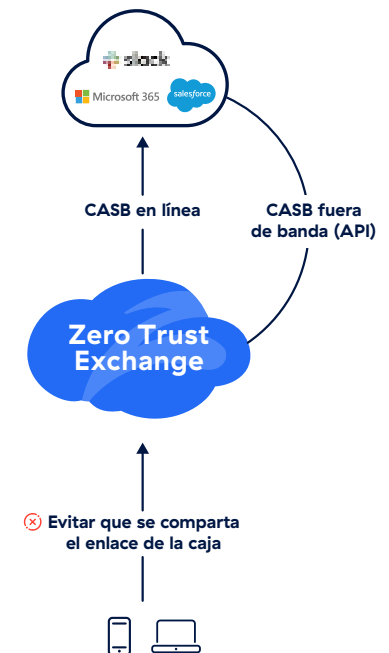 slack
Microsoft 365
salesforce
CASB en línea
CASB fuera
de banda (API)
Zero Trust
Exchange
Evitar que se comparta
el enlace de la caja